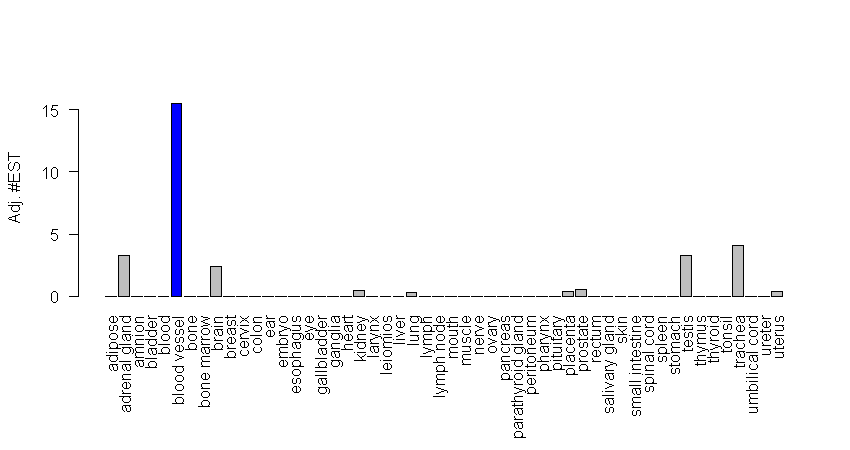 Adj. #EST
15
10
5
0
adipose
adrenal gland
amnion
bladder
blood
blood vessel
bone
bone marrow
brain
breast
cervix
colon
ear
embryo
esophagus
eye
gallbladder
ganglia
heart
kidney
larynx
leiomios
liver
lung
lymph
lymph node
mouth
muscle
nerve
ovary
pancreas
parathyroid gland
peritoneum
pharynx
pituitary
placenta
prostate
rectum
salivary gland
skin
small intestine
spinal cord
spleen
stomach
testis
thymus
thyroid
tonsil
trachea
umbilical cord
ureter
uterus